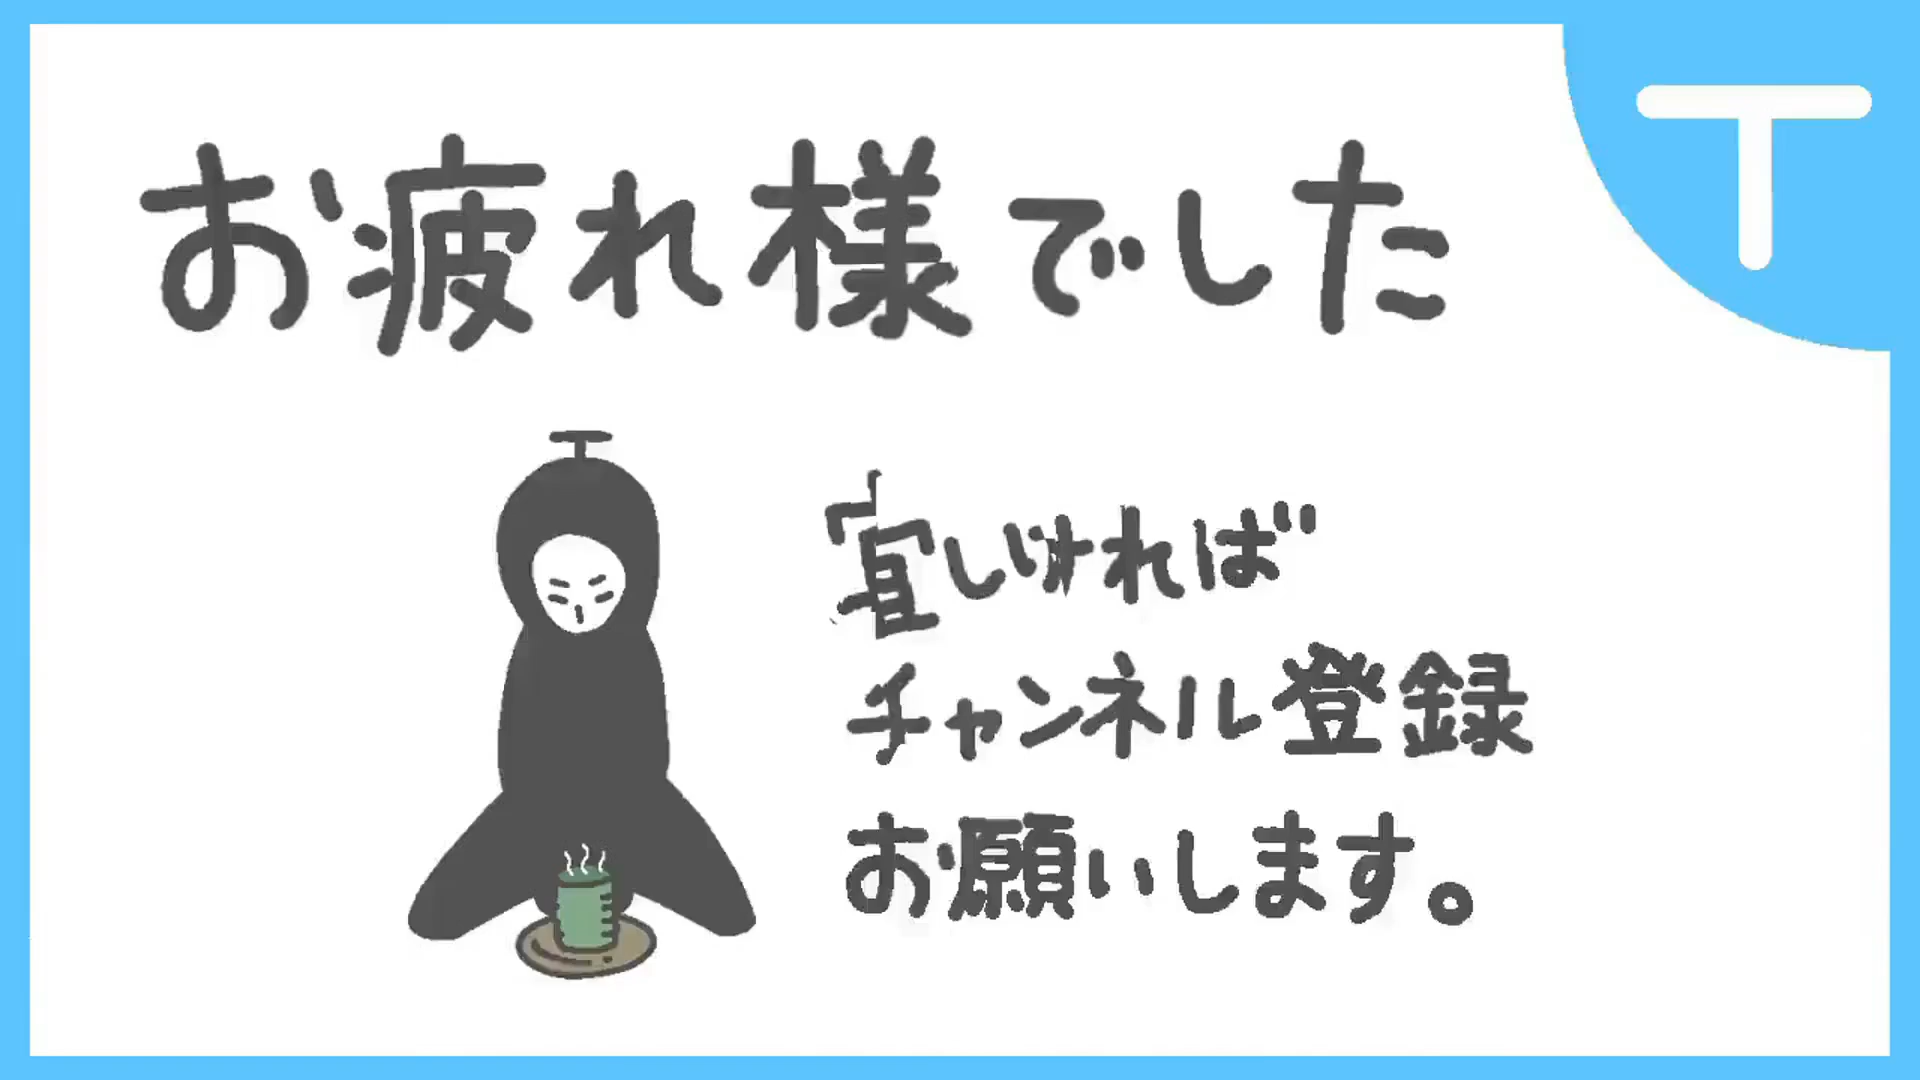 T
お疲れ様でした
宜しければ
チャンネル登録
お願いします。